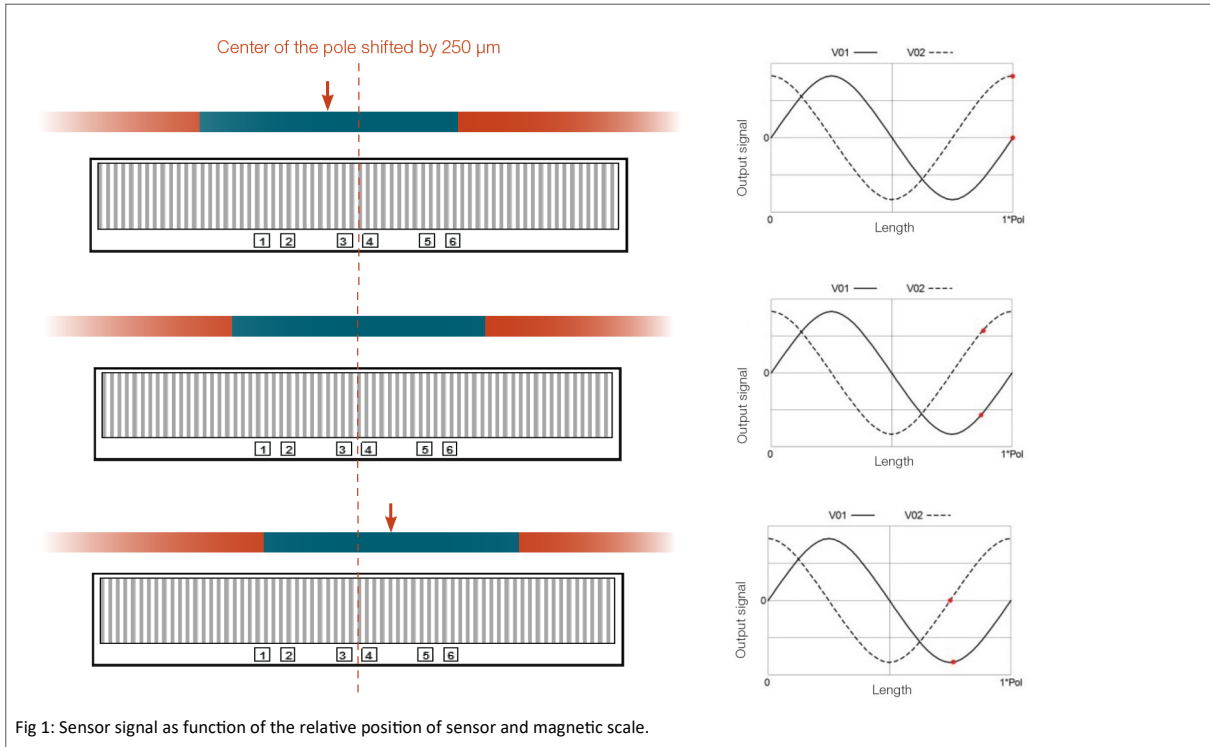 Center of the pole shifted by 250 µm
V01 V02
Output signal
0
0
1*Pol
Length
1 2 3 4 5 6
V01 V02
Output signal
0
0
1*Pol
Length
1 2 3 4 5 6
V01 V02
Output signal
0
0
1*Pol
Length
1 2 3 4 5 6
Fig 1: Sensor signal as function of the relative position of sensor and magnetic scale.